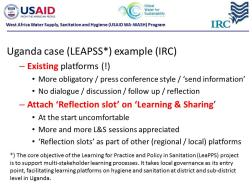 USAID
FROM THE AMERICAN PEOPLE
Global
Water for
Sustainability
West Africa Water Supply, Sanitation and Hygiene (USAID WA-WASH) Program
IRC
Uganda case (LEAPSS*) example (IRC)
– Existing platforms (!)
• More obligatory / press conference style / 'send information'
• No dialogue / discussion / follow up / reflection
– Attach 'Reflection slot' on 'Learning & Sharing'
• At the start uncomfortable
• More and more L&S sessions appreciated
• 'Reflection slots' as part of other (regional / local) platforms
*) The core objective of the Learning for Practice and Policy in Sanitation (LeaPPS) project
is to support multi-stakeholder learning processes. It takes local governance as its entry
point, facilitating learning platforms on hygiene and sanitation at district and sub-district
level in Uganda.